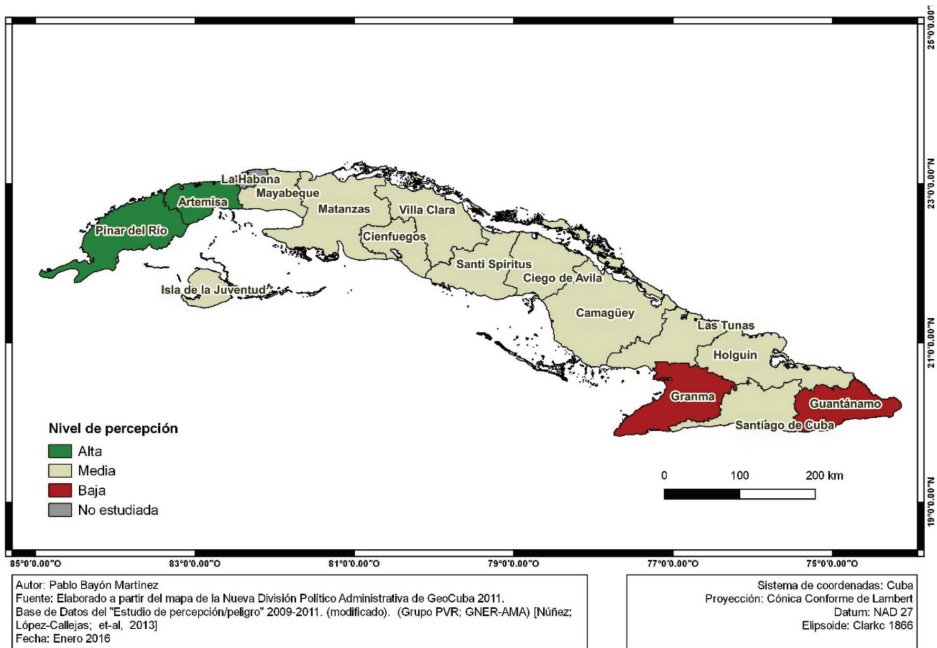 25°0'0.00"N
23°0'0.00"N
21°0'0.00"N
19°0'0.00"N
La Habana
Artemisa
Mayabeque
Pinar del Río
Matanzas
Villa Clara
Cienfuegos
Isla de la Juventud
Santi Spíritus
Ciego de Avila
Camagüey
Las Tunas
Holguín
Granma
Guantánamo
Santiago de Cuba
Nivel de percepción
Alta
Media
Baja
No estudiada
0 100 200 km
85°0'0.00"W 83°0'0.00"W 81°0'0.00"W 79°0'0.00"W 77°0'0.00"W 75°0'0.00"W
Autor: Pablo Bayón Martínez
Fuente: Elaborado a partir del mapa de la Nueva División Político Administrativa de GeoCuba 2011.
Base de Datos del "Estudio de percepción/peligro" 2009-2011. (modificado). (Grupo PVR; GNER-AMA) [Núñez;
López-Callejas; et-al, 2013]
Fecha: Enero 2016
Sistema de coordenadas: Cuba
Proyección: Cónica Conforme de Lambert
Datum: NAD 27
Elipsoide: Clarkc 1866